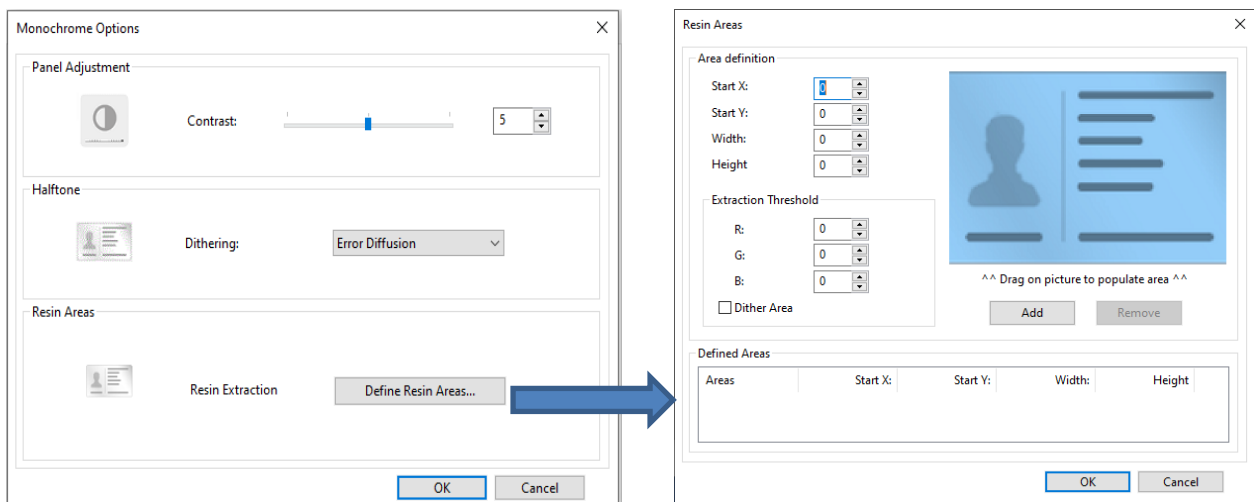 Monochrome Options
Panel Adjustment
Contrast:
5
Halftone
Dithering:
Error Diffusion
Resin Areas
Resin Extraction
Define Resin Areas...
OK
Cancel
Resin Areas
Area definition
Start X:
0
Start Y:
0
Width:
0
Height
0
Extraction Threshold
R:
0
G:
0
B:
0
Dither Area
^^ Drag on picture to populate area ^^
Add
Remove
Defined Areas
Areas Start X: Start Y: Width: Height
OK
Cancel